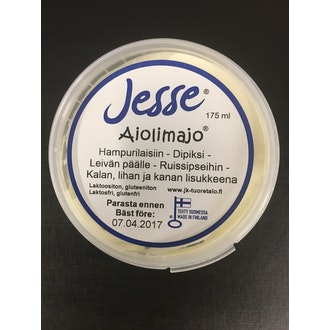 Jesse®
175 ml
Aiolimajo®
Hampurilaisiin - Dipiksi -
Leivän päälle - Ruissipseihin -
Kalan, lihan ja kanan lisukkeena
Laktoositon, gluteeniton
Laktosfri, glutenfri
www.jk-tuoretalo.fi
Parasta ennen
Bäst före:
07.04.2017
TEHTY SUOMESSA
MADE IN FINLAND